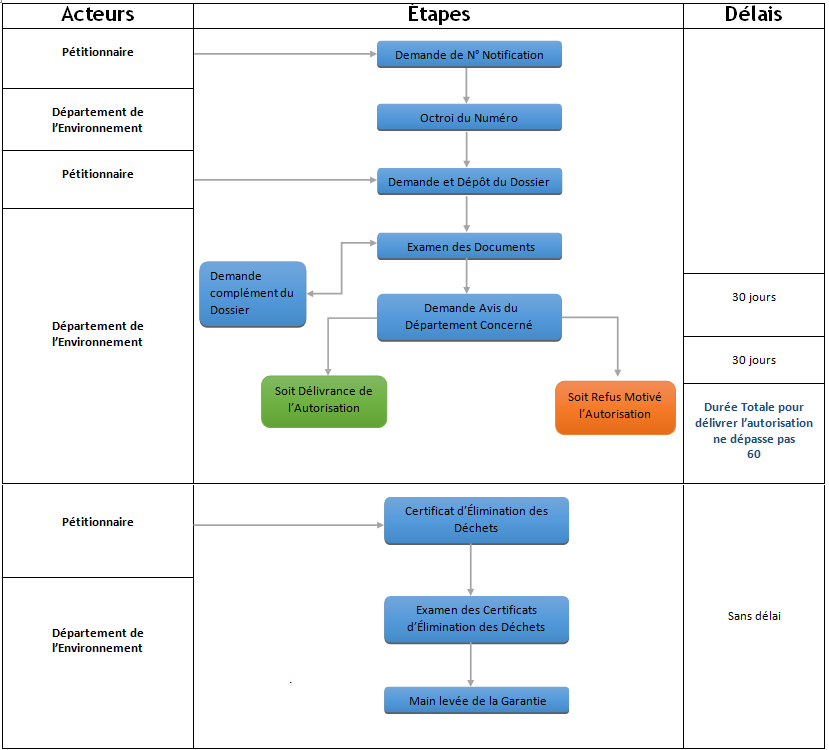 Acteurs
Étapes
Délais
Pétitionnaire
Demande de N° Notification
Département de
l'Environnement
Octroi du Numéro
Pétitionnaire
Demande et Dépôt du Dossier
Examen des Documents
Demande
complément du
Dossier
Département de
l'Environnement
Demande Avis du
Département Concerné
30 jours
30 jours
Soit Délivrance de
l'Autorisation
Soit Refus Motivé
l'Autorisation
Durée Totale pour
délivrer l'autorisation
ne dépasse pas
60
Pétitionnaire
Certificat d'Élimination des
Déchets
Département de
l'Environnement
Examen des Certificats
d'Élimination des Déchets
Sans délai
Main levée de la Garantie